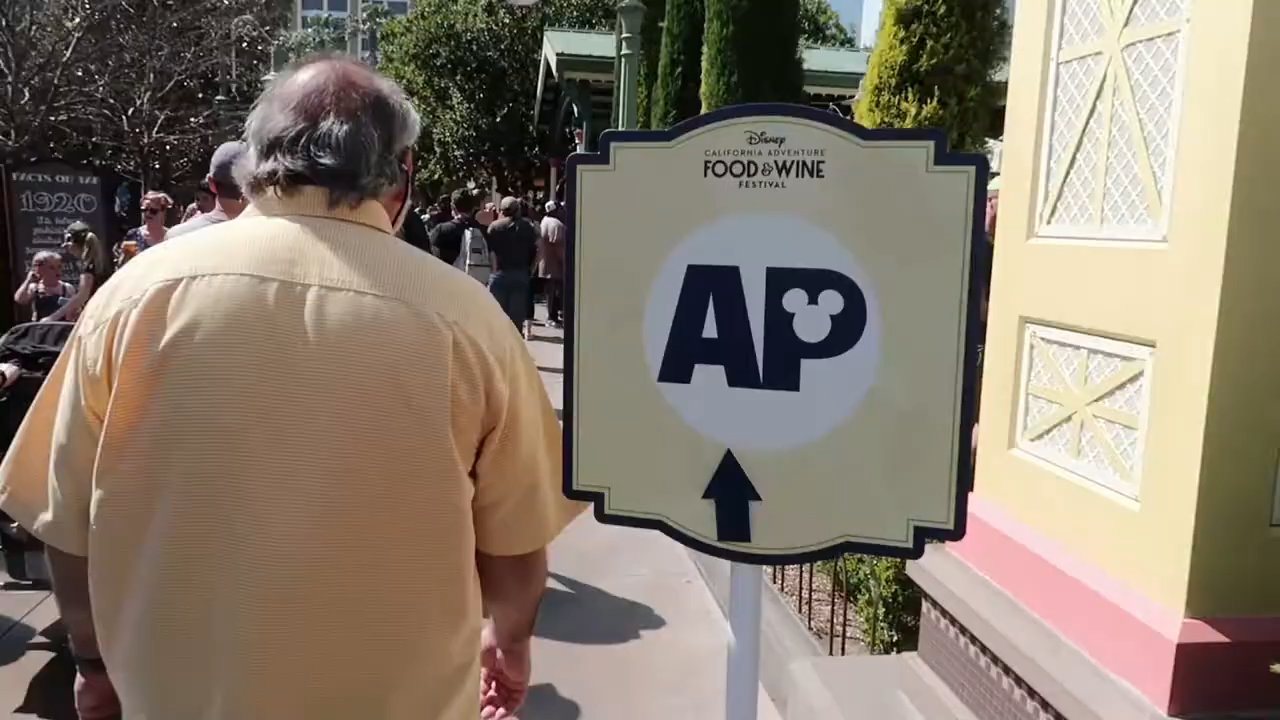 Disney
CALIFORNIA ADVENTURE
FOOD & WINE
FESTIVAL
AP
FACTS OF
1920